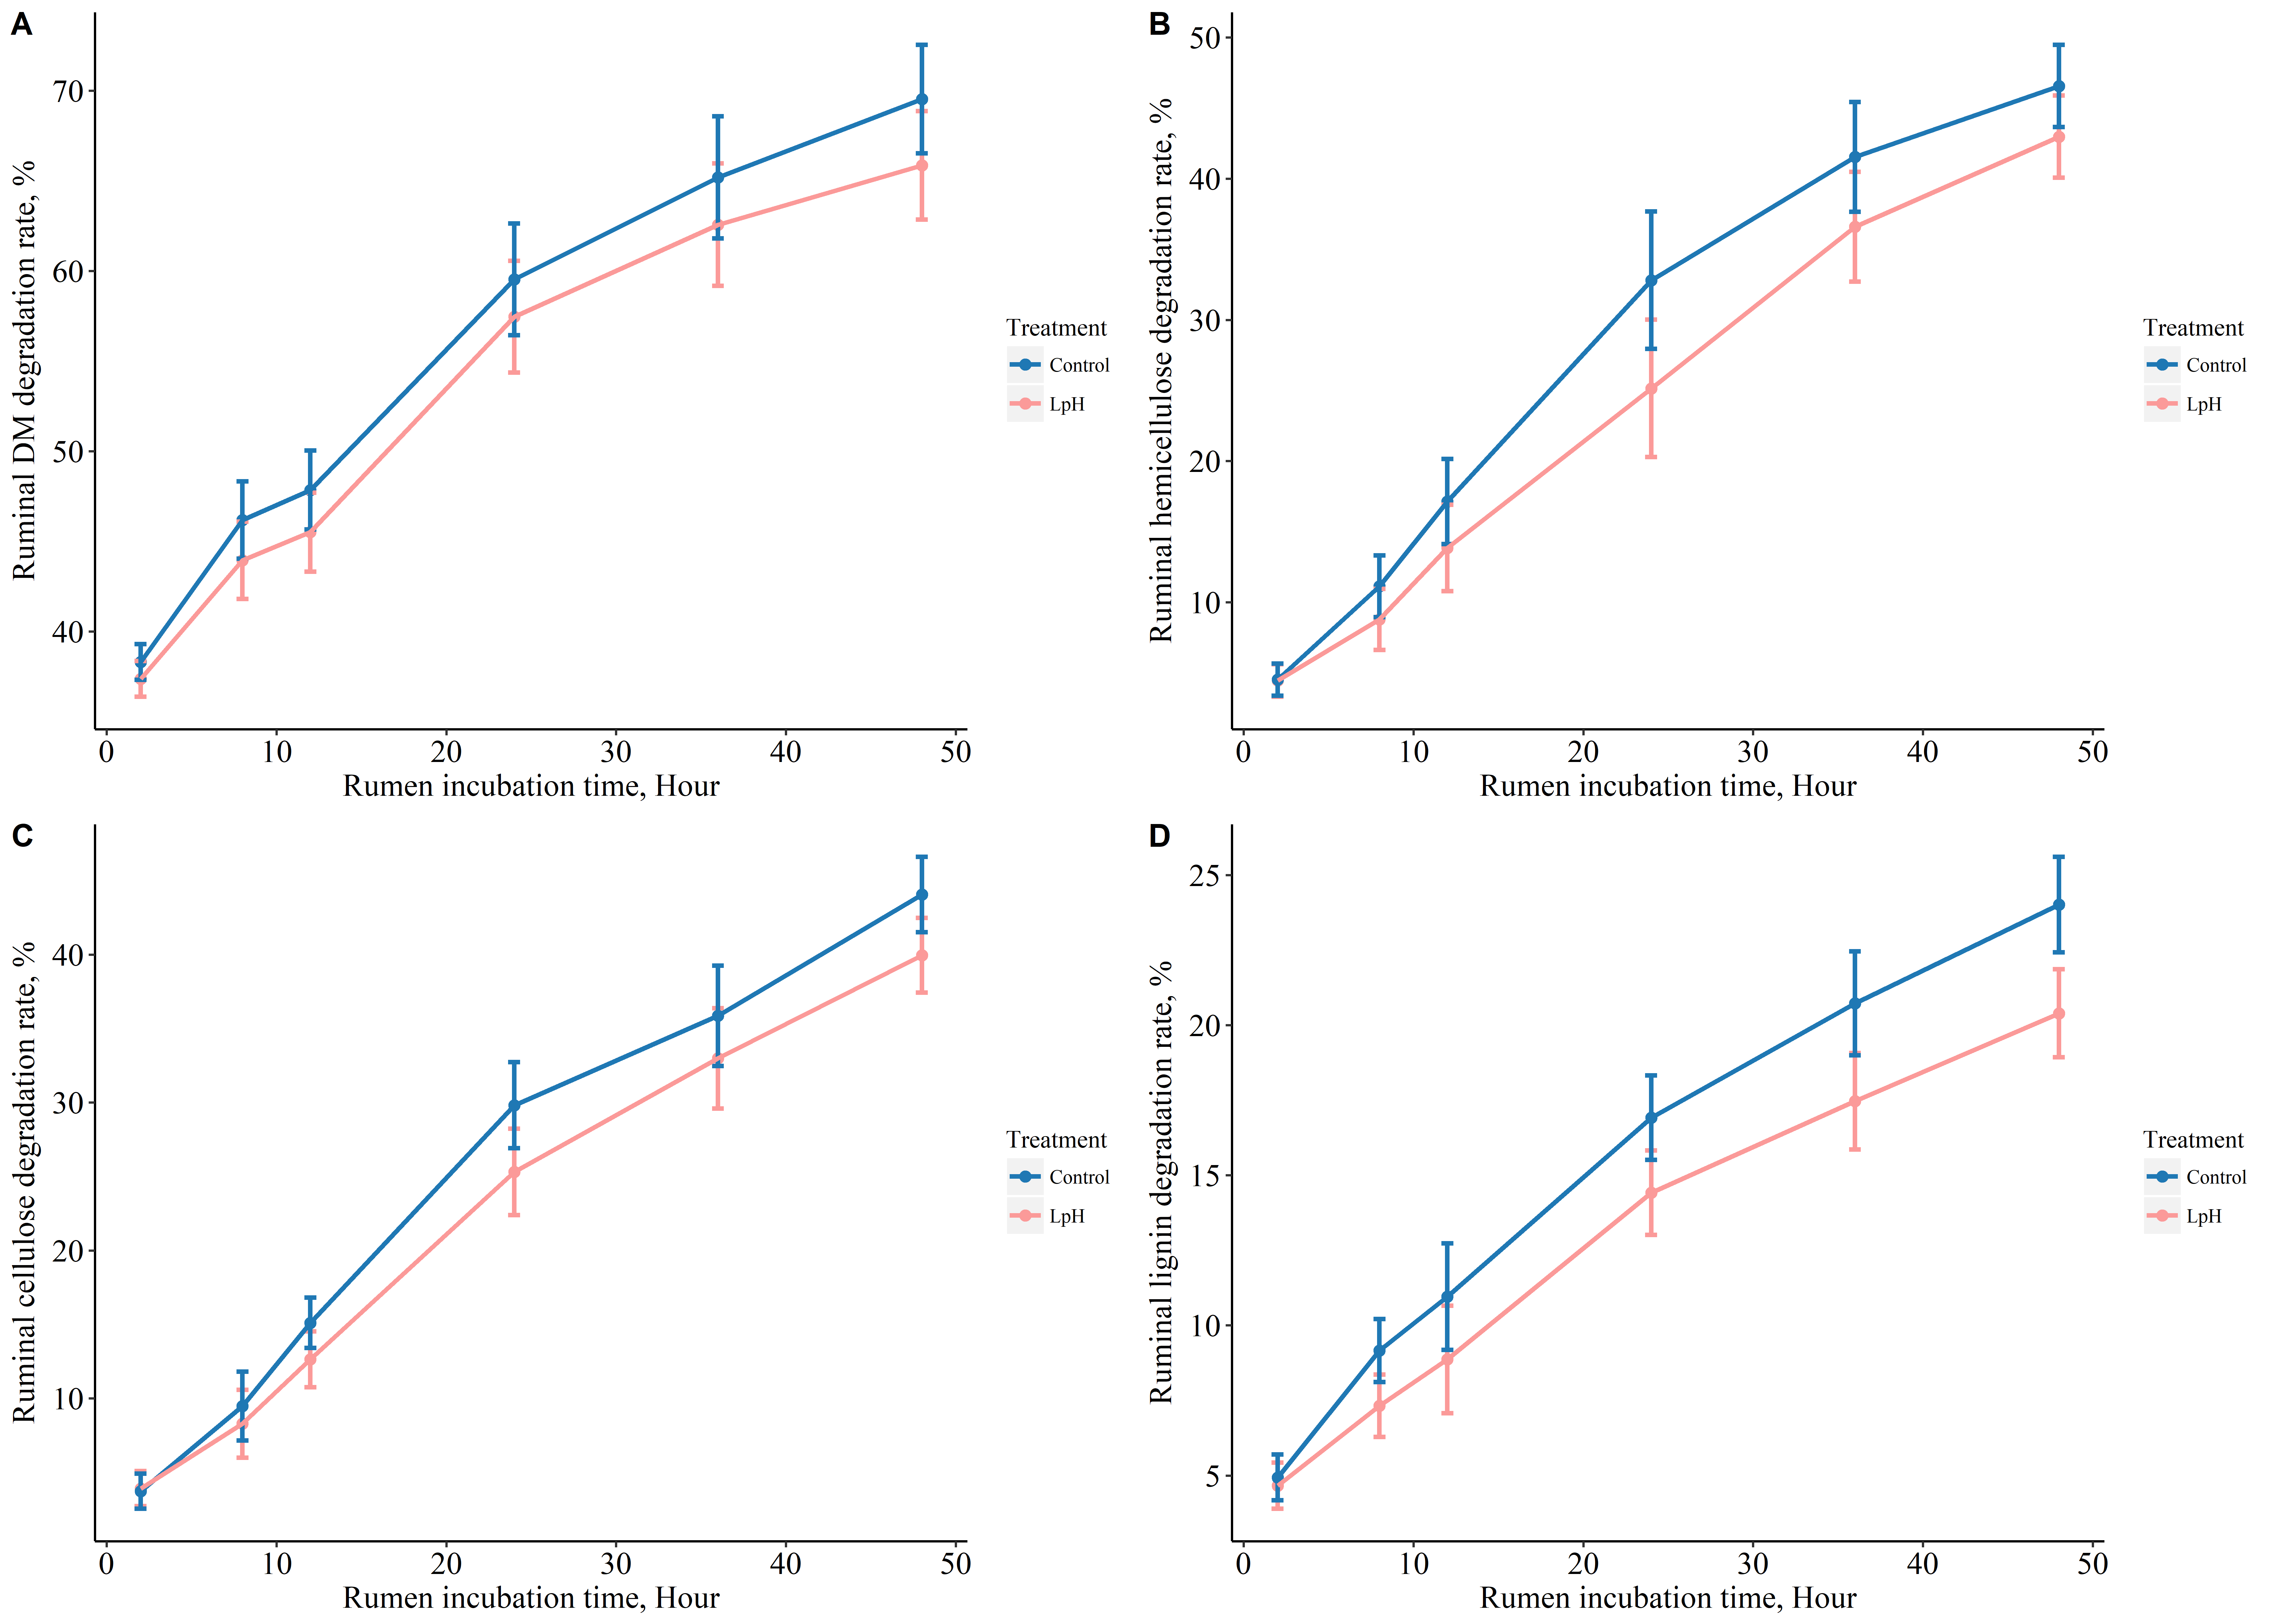 A
Ruminal DM degradation rate, %
70
60
50
40
0 10 20 30 40 50
Rumen incubation time, Hour
Treatment
Control
LpH
B
Ruminal hemicellulose degradation rate, %
50
40
30
20
10
0 10 20 30 40 50
Rumen incubation time, Hour
Treatment
Control
LpH
C
Ruminal cellulose degradation rate, %
40
30
20
10
0 10 20 30 40 50
Rumen incubation time, Hour
Treatment
Control
LpH
D
Ruminal lignin degradation rate, %
25
20
15
10
5
0 10 20 30 40 50
Rumen incubation time, Hour
Treatment
Control
LpH